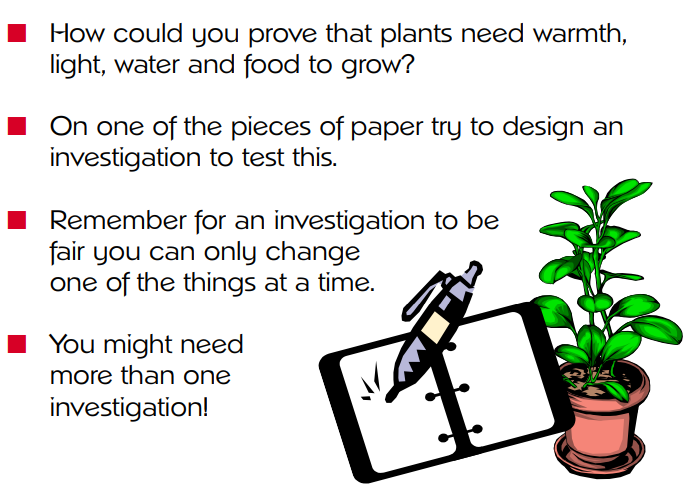 How could you prove that plants need warmth,
light, water and food to grow?
On one of the pieces of paper try to design an
investigation to test this.
Remember for an investigation to be
fair you can only change
one of the things at a time.
You might need
more than one
investigation!